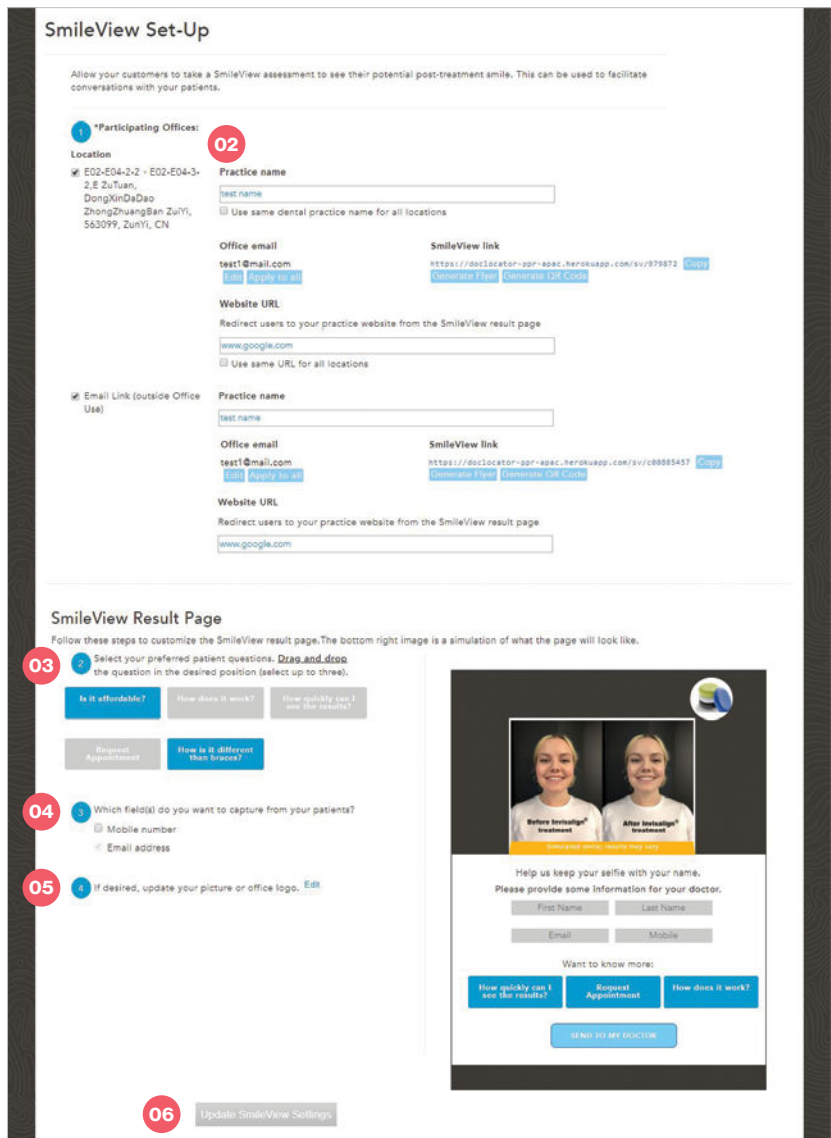 SmileView Set-Up
Allow your customers to take a SmileView assessment to see their potential post-treatment smile. This can be used to facilitate
conversations with your patients.
1 *Participating Offices:
02
Location
E02-E04-2-2 · E02-E04-3-
2,E ZuTuan,
DongXinDaDao
ZhongZhuangBan ZuiYi,
563099, ZunYi, CN
Practice name
test name
Use same dental practice name for all locations
Office email
SmileView link
test1@mail.com
https://doclocator-ppr-apac.herokuapp.com/sv/979872 Copy
Edit Apply to all
Generate Flyer Generate QR Code
Website URL
Redirect users to your practice website from the SmileView result page
www.google.com
Use same URL for all locations
Email Link (outside Office
Use)
Practice name
test name
Office email
SmileView link
test1@mail.com
https://doclocator-ppr-apac.herokuapp.com/sv/c00885457 Copy
Edit Apply to all
Generate Flyer Generate QR Code
Website URL
Redirect users to your practice website from the SmileView result page
www.google.com
SmileView Result Page
Follow these steps to customize the SmileView result page.The bottom right image is a simulation of what the page will look like.
03
2 Select your preferred patient questions. Drag and drop
the question in the desired position (select up to three).
Is it affordable?
How does it work?
How quickly can I
see the results?
Request
Appointment
How is it different
than braces?
04
3 Which field(s) do you want to capture from your patients?
Mobile number
Email address
05
4 If desired, update your picture or office logo. Edit
Before Invisalign®
treatment
After Invisalign®
treatment
Simulated smile; results may vary
Help us keep your selfie with your name.
Please provide some information for your doctor.
First Name
Last Name
Email
Mobile
Want to know more:
How quickly can I
see the results?
Request
Appointment
How does it work?
SEND TO MY DOCTOR
06
Update SmileView Settings